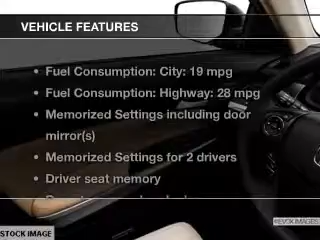 VEHICLE FEATURES
• Fuel Consumption: City: 19 mpg
• Fuel Consumption: Highway: 28 mpg
• Memorized Settings including door
mirror(s)
• Memorized Settings for 2 drivers
• Driver seat memory
©EVOX IMAGES
STOCK IMAGE